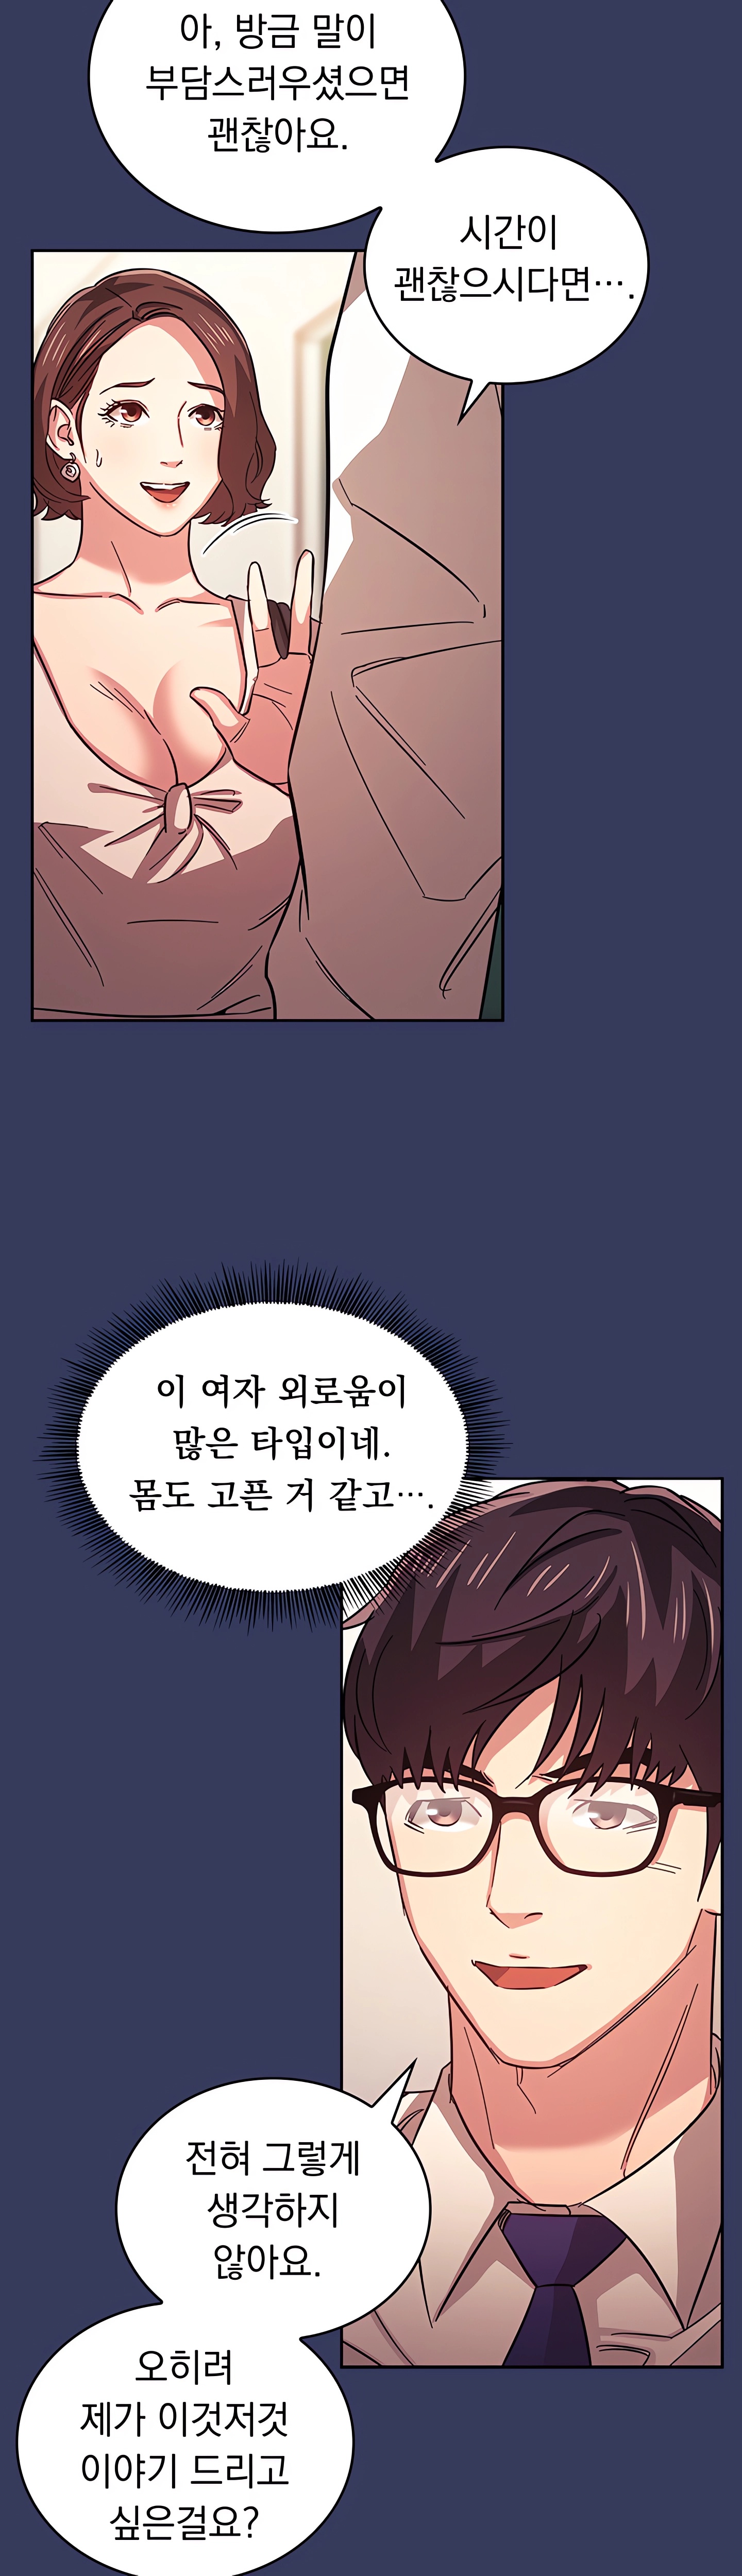 아, 방금 말이
부담스러우셨으면
괜찮아요.
시간이
괜찮으시다면….
이 여자 외로움이
많은 타입이네.
몸도 고픈 거 같고….
전혀 그렇게
생각하지
않아요.
오히려
제가 이것저것
이야기 드리고
싶은걸요?